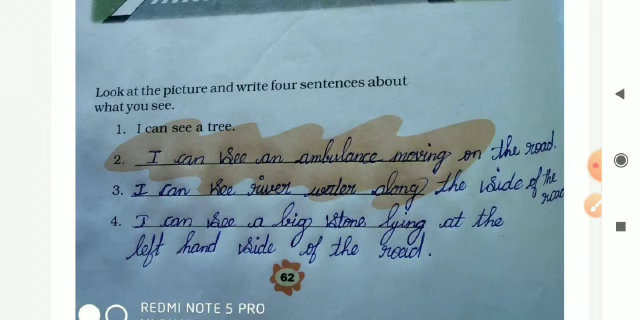 Look at the picture and write four sentences about
what you see.
1. I can see a tree.
2. I can see an ambulance moving on the road.
3. I can see river water along the side of the road
4. I can see a big stone lying at the
left hand side of the road.
62
REDMI NOTE 5 PRO